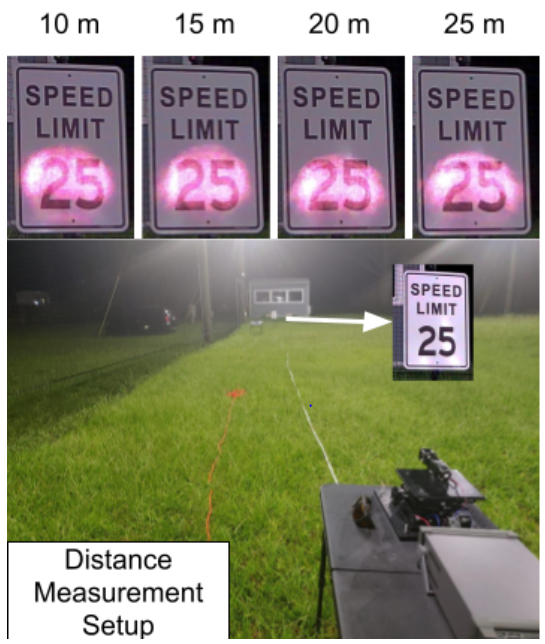 10 m 15 m 20 m 25 m
SPEED
LIMIT
25
SPEED
LIMIT
25
SPEED
LIMIT
25
SPEED
LIMIT
25
SPEED
LIMIT
25
Distance
Measurement
Setup